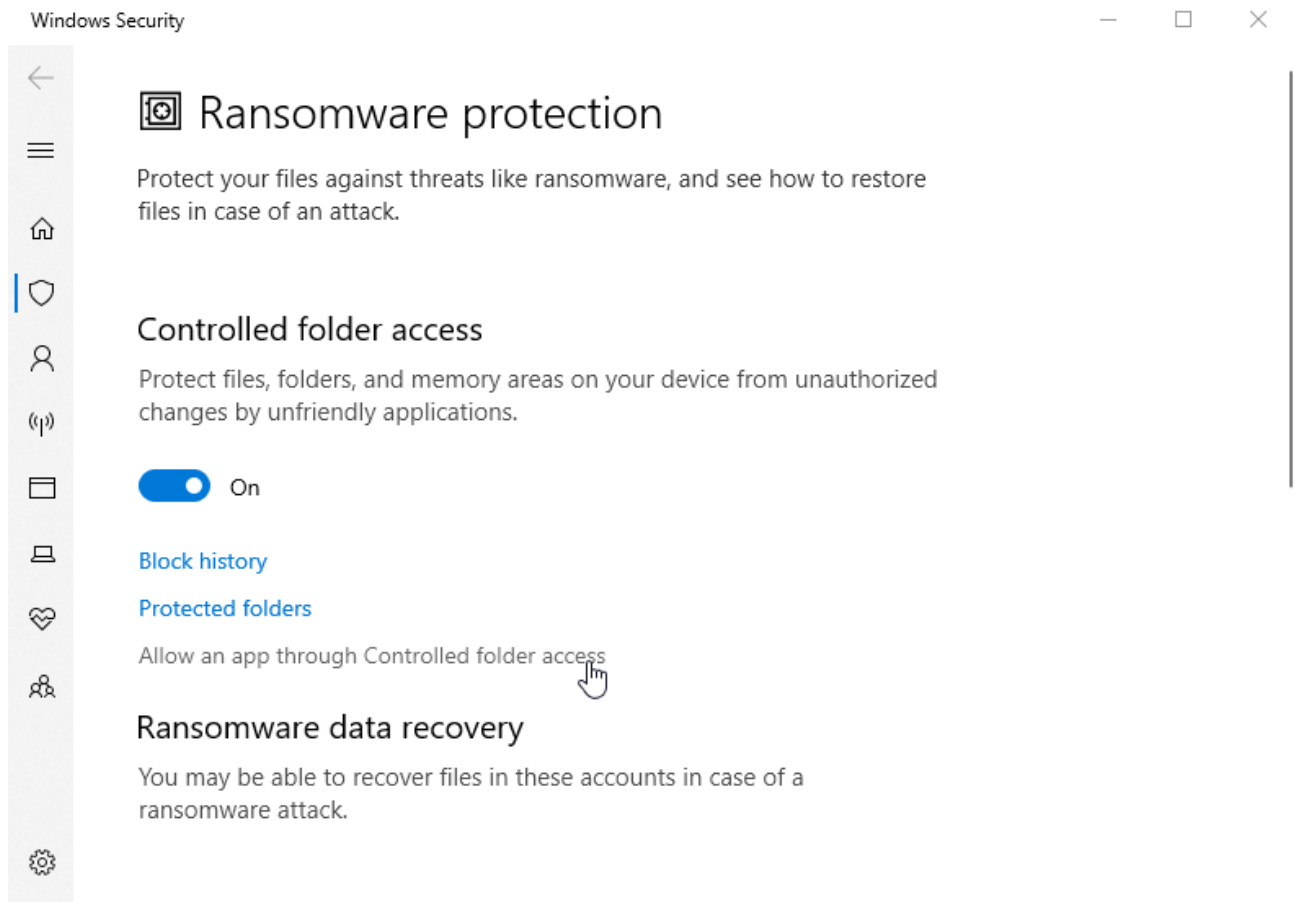 Windows Security
Ransomware protection
Protect your files against threats like ransomware, and see how to restore
files in case of an attack.
Controlled folder access
Protect files, folders, and memory areas on your device from unauthorized
changes by unfriendly applications.
On
Block history
Protected folders
Allow an app through Controlled folder access
Ransomware data recovery
You may be able to recover files in these accounts in case of a
ransomware attack.